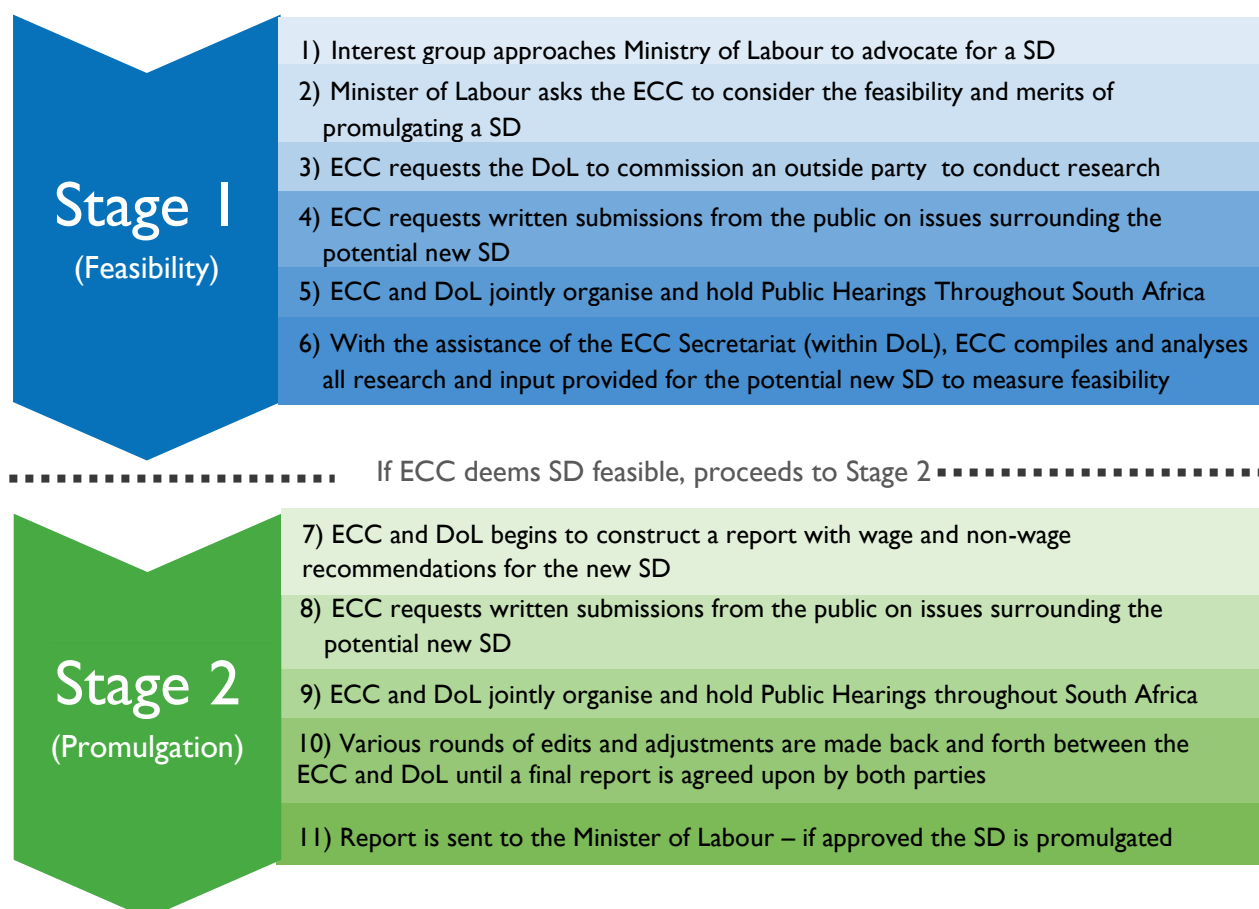 Stage 1
(Feasibility)
1) Interest group approaches Ministry of Labour to advocate for a SD
2) Minister of Labour asks the ECC to consider the feasibility and merits of
promulgating a SD
3) ECC requests the DoL to commission an outside party to conduct research
4) ECC requests written submissions from the public on issues surrounding the
potential new SD
5) ECC and DoL jointly organise and hold Public Hearings Throughout South Africa
6) With the assistance of the ECC Secretariat (within DoL), ECC compiles and analyses
all research and input provided for the potential new SD to measure feasibility
If ECC deems SD feasible, proceeds to Stage 2
Stage 2
(Promulgation)
7) ECC and DoL begins to construct a report with wage and non-wage
recommendations for the new SD
8) ECC requests written submissions from the public on issues surrounding the
potential new SD
9) ECC and DoL jointly organise and hold Public Hearings throughout South Africa
10) Various rounds of edits and adjustments are made back and forth between the
ECC and DoL until a final report is agreed upon by both parties
11) Report is sent to the Minister of Labour – if approved the SD is promulgated